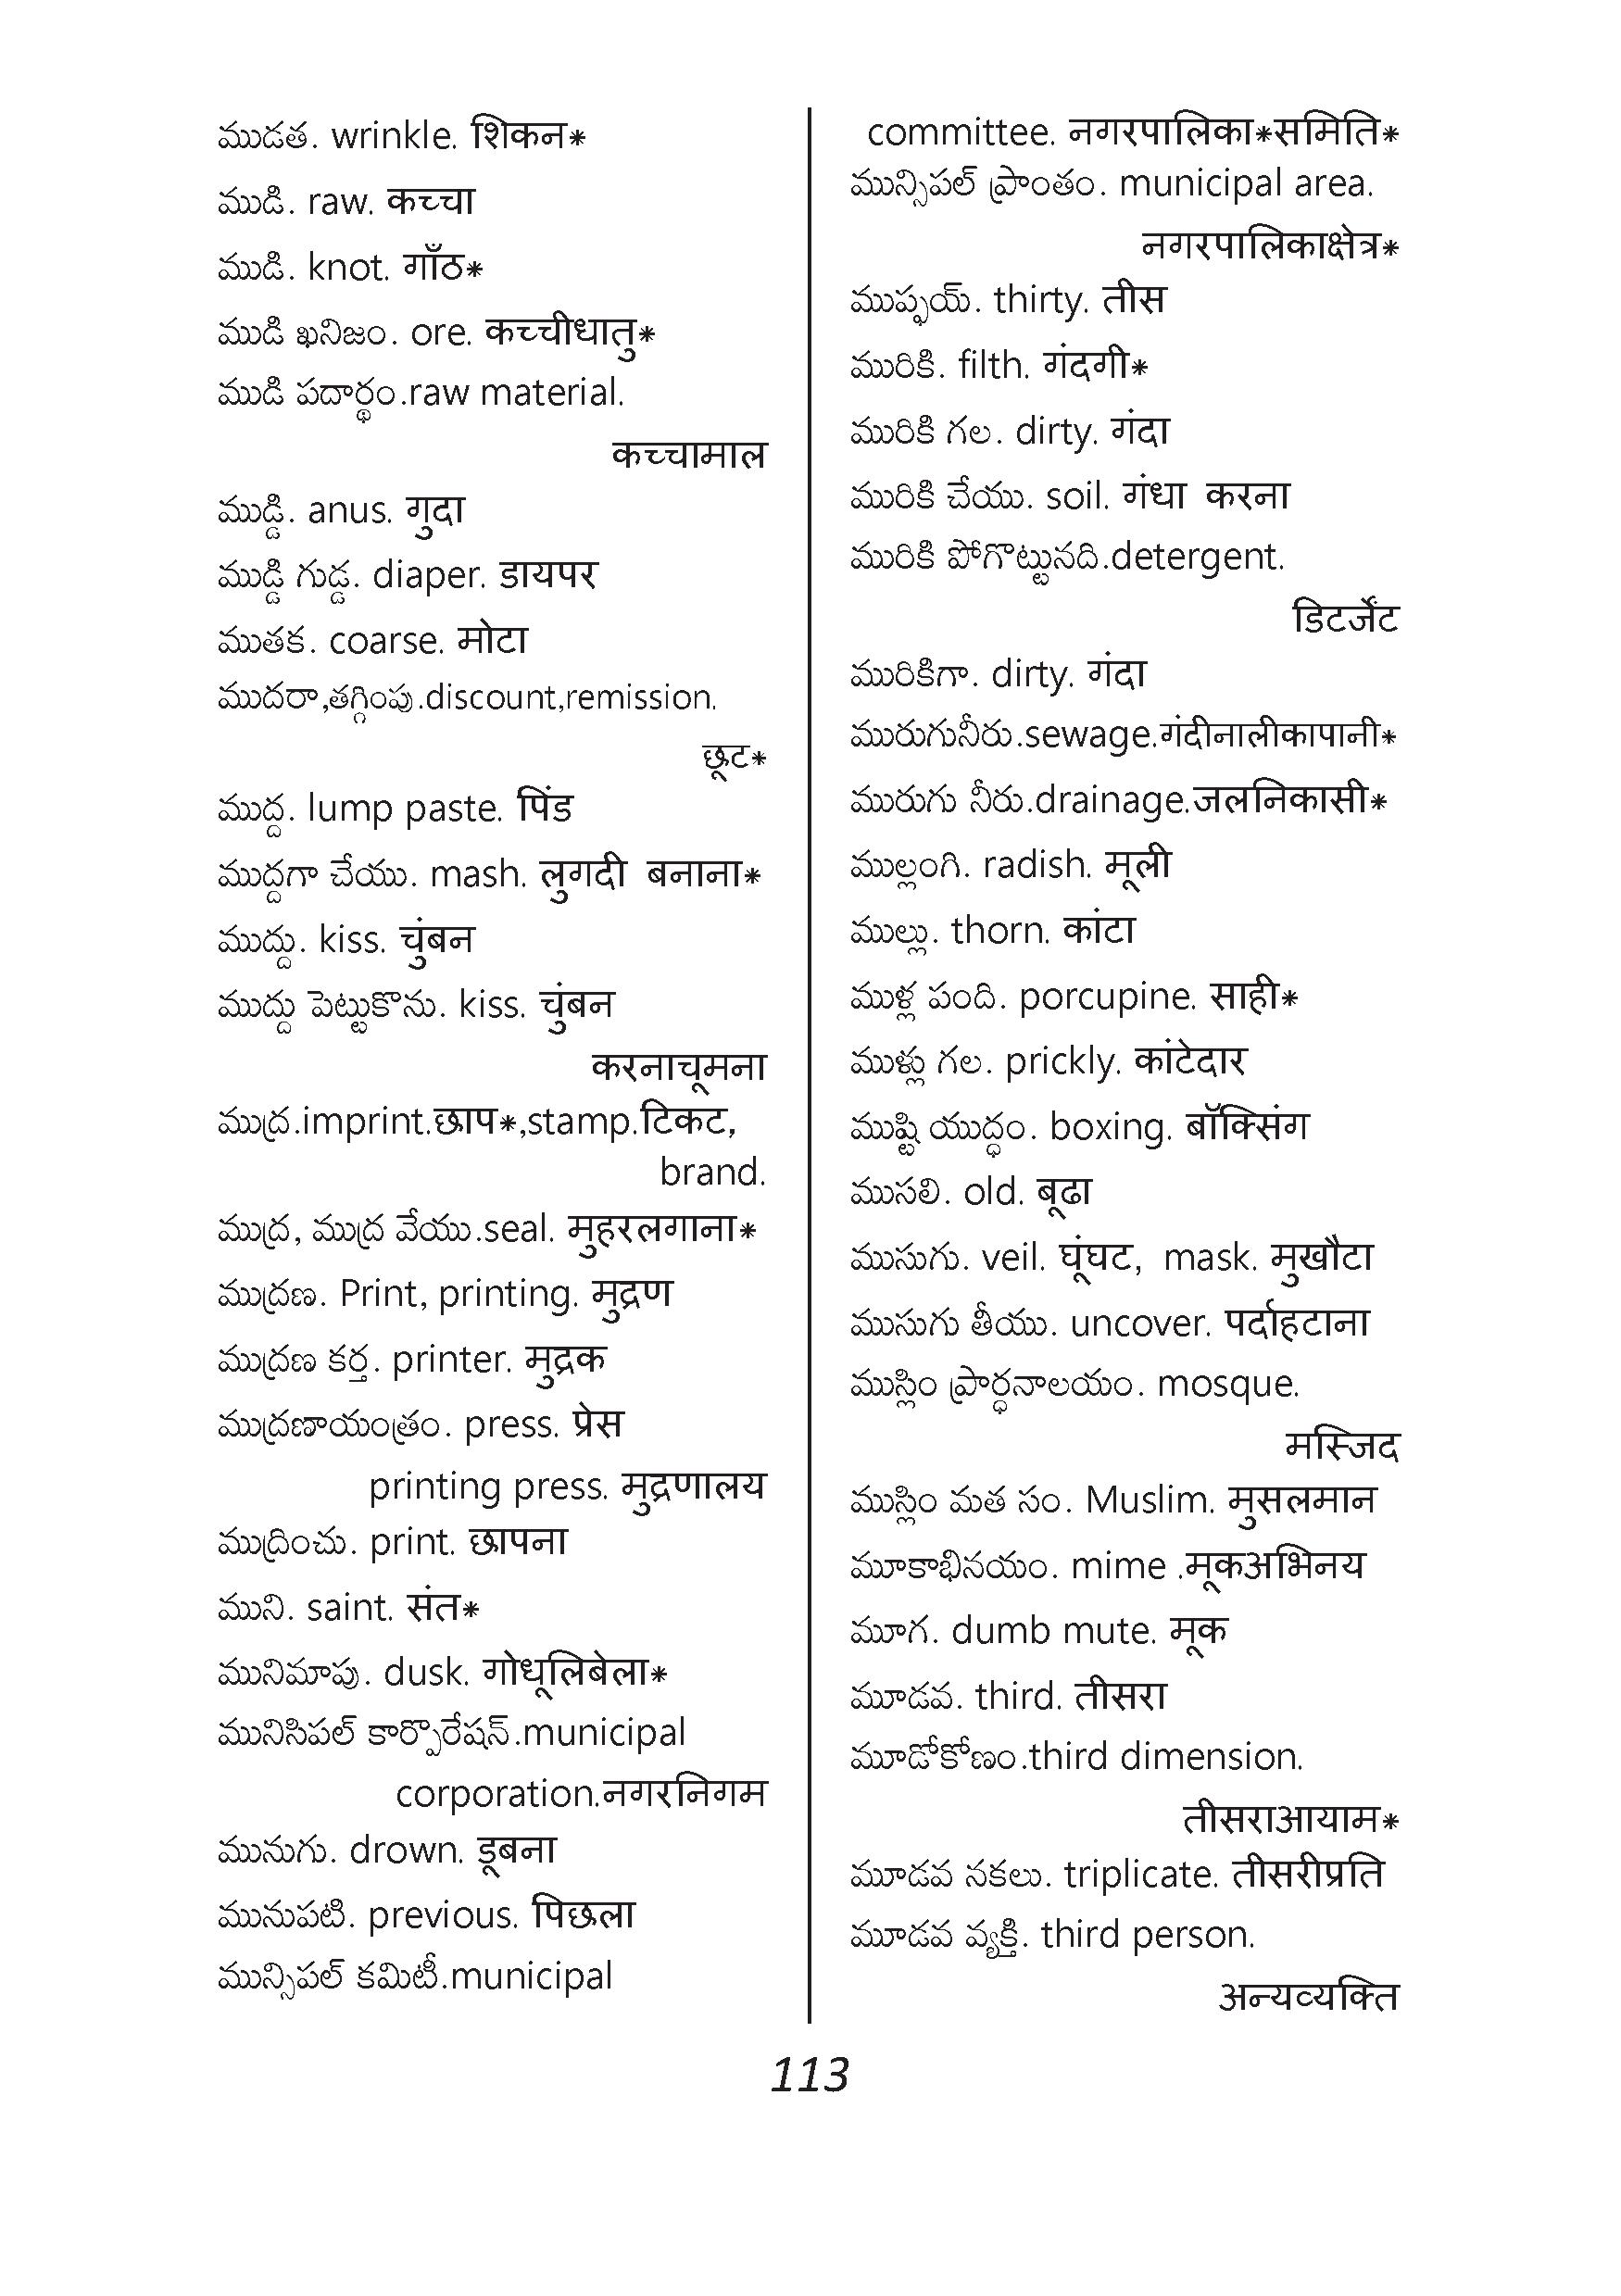 ముడత. wrinkle. शिकन*
ముడి. raw. कच्चा
ముడి. knot. गाँठ*
ముడి ఖనిజం. ore. कच्चीधातु*
ముడి పదార్థం.raw material.
कच्चामाल
ముడ్డి. anus. गुदा
ముడ్డి గుడ్డ. diaper. डायपर
ముతక. coarse. मोटा
ముదరా,తగ్గింపు.discount,remission.
छूट*
ముద్ద. lump paste. पिंड
ముద్దగా చేయు. mash. लुगदी बनाना*
ముద్దు. kiss. चुंबन
ముద్దు పెట్టుకొను. kiss. चुंबन
करनाचूमना
ముద్ర.imprint.छाप*,stamp.टिकट,
brand.
ముద్ర, ముద్ర వేయు.seal. मुहरलगाना*
ముద్రణ. Print, printing. मुद्रण
ముద్రణ కర్త. printer. मुद्रक
ముద్రణాయంత్రం. press. प्रेस
printing press. मुद्रणालय
ముద్రించు. print. छापना
ముని. saint. संत*
మునిమాపు. dusk. गोधूलिबेला*
మునిసిపల్ కార్పొరేషన్.municipal
corporation.नगरनिगम
మునుగు. drown. डूबना
మునుపటి. previous. पिछला
మున్సిపల్ కమిటీ.municipal
committee. नगरपालिका*समिति*
మున్సిపల్ ప్రాంతం. municipal area.
नगरपालिकाक्षेत्र*
ముప్ఫయ్. thirty. तीस
మురికి. filth. गंदगी*
మురికి గల. dirty. गंदा
మురికి చేయు. soil. गंधा करना
మురికి పోగొట్టునది.detergent.
डिटर्जेंट
మురికిగా. dirty. गंदा
మురుగునీరు.sewage.गंदीनालीकापानी*
మురుగు నీరు.drainage.जलनिकासी*
ముల్లంగి. radish. मूली
ముల్లు. thorn. कांटा
ముళ్ల పంది. porcupine. साही*
ముళ్లు గల. prickly. कांटेदार
ముష్టి యుద్ధం. boxing. बॉक्सिंग
ముసలి. old. बूढा
ముసుగు. veil. घूंघट, mask. मुखौटा
ముసుగు తీయు. uncover. पर्दाहटाना
ముస్లిం ప్రార్ధనాలయం. mosque.
मस्जिद
ముస్లిం మత సం. Muslim. मुसलमान
మూకాభినయం. mime .मूकअभिनय
మూగ. dumb mute. मूक
మూడవ. third. तीसरा
మూడోకోణం.third dimension.
तीसराआयाम*
మూడవ నకలు. triplicate. तीसरीप्रति
మూడవ వ్యక్తి. third person.
अन्यव्यक्ति
113